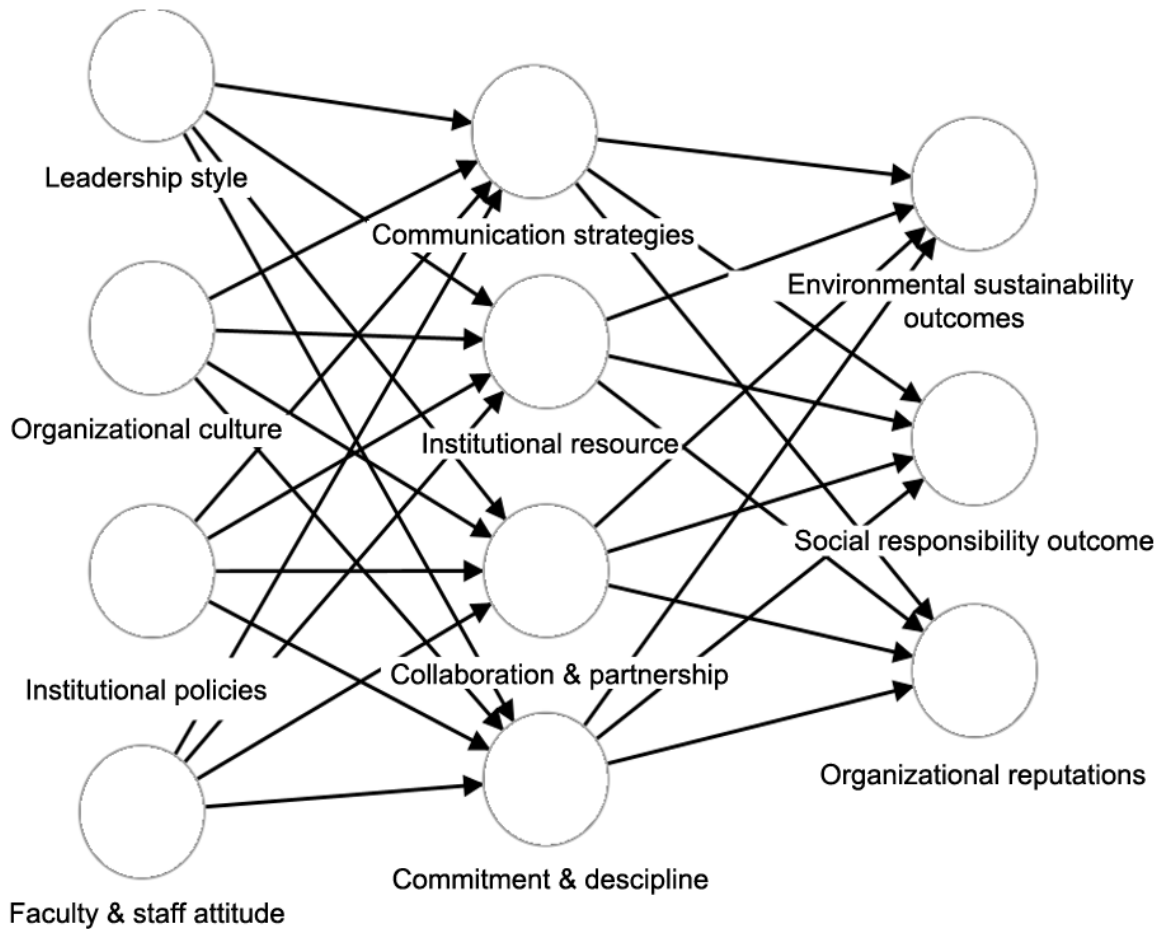 Leadership style
Communication strategies
Environmental sustainability
outcomes
Organizational culture
Institutional resource
Social responsibility outcome
Institutional policies
Collaboration & partnership
Organizational reputations
Commitment & descipline
Faculty & staff attitude